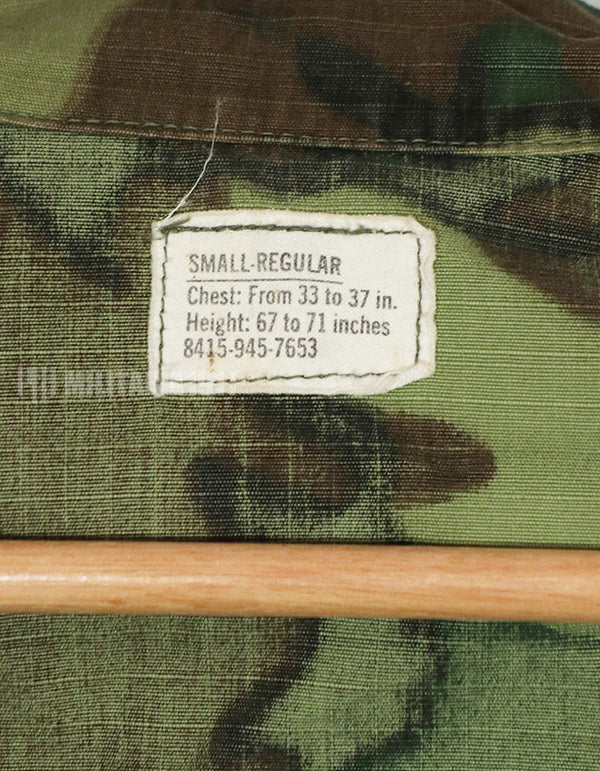 SMALL-REGULAR
Chest: From 33 to 37 in.
Height: 67 to 71 inches
8415-945-7653